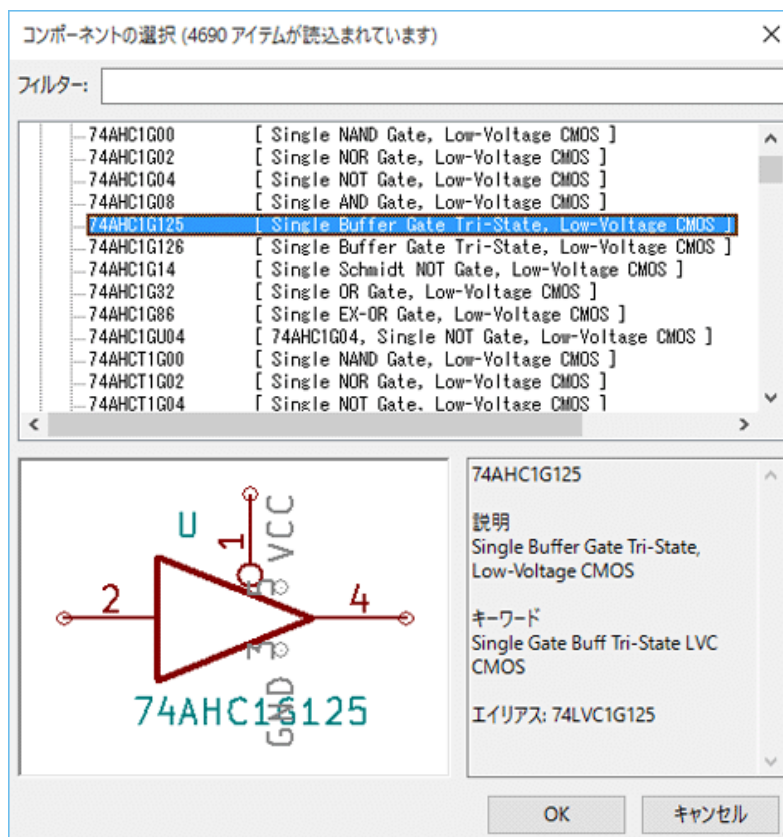 コンポーネントの選択 (4690 アイテムが読込まれています)
フィルター:
74AHC1G00 [ Single NAND Gate, Low-Voltage CMOS ]
74AHC1G02 [ Single NOR Gate, Low-Voltage CMOS ]
74AHC1G04 [ Single NOT Gate, Low-Voltage CMOS ]
74AHC1G08 [ Single AND Gate, Low-Voltage CMOS ]
74AHC1G125 [ Single Buffer Gate Tri-State, Low-Voltage CMOS ]
74AHC1G126 [ Single Buffer Gate Tri-State, Low-Voltage CMOS ]
74AHC1G14 [ Single Schmidt NOT Gate, Low-Voltage CMOS ]
74AHC1G32 [ Single OR Gate, Low-Voltage CMOS ]
74AHC1G86 [ Single EX-OR Gate, Low-Voltage CMOS ]
74AHC1GU04 [ 74AHC1G04, Single NOT Gate, Low-Voltage CMOS ]
74AHCT1G00 [ Single NAND Gate, Low-Voltage CMOS ]
74AHCT1G02 [ Single NOR Gate, Low-Voltage CMOS ]
74AHCT1G04 [ Single NOT Gate, Low-Voltage CMOS ]
U
1
VCC
5
2
4
3
GND
74AHC1G125
74AHC1G125
説明
Single Buffer Gate Tri-State,
Low-Voltage CMOS
キーワード
Single Gate Buff Tri-State LVC
CMOS
エイリアス: 74LVC1G125
OK
キャンセル